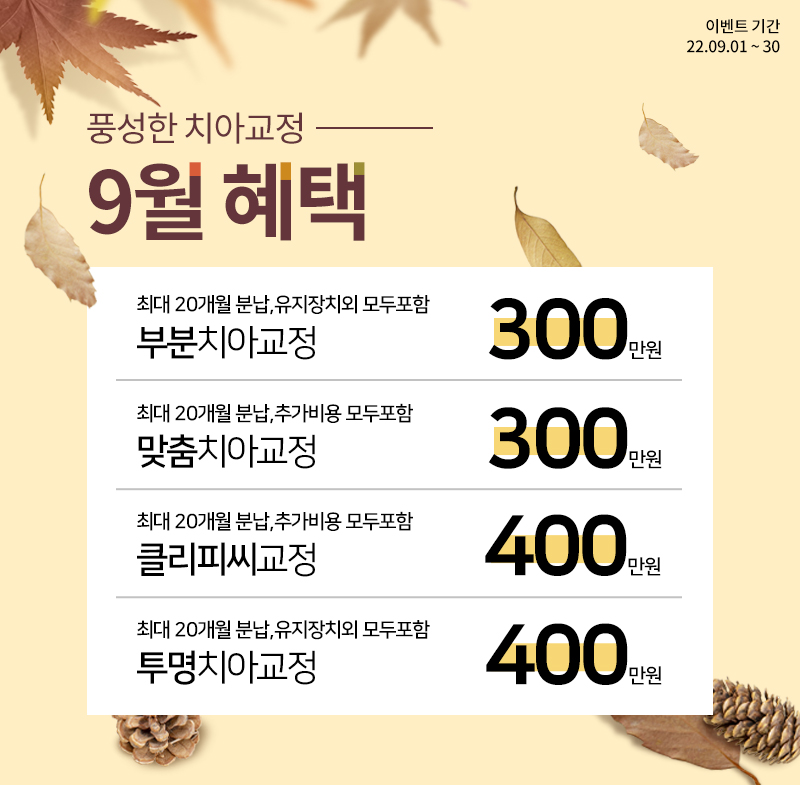 이벤트 기간
22.09.01 ~ 30
풍성한 치아교정
9월 혜택
최대 20개월 분납,유지장치외 모두포함
부분치아교정 300만원
최대 20개월 분납,추가비용 모두포함
맞춤치아교정 300만원
최대 20개월 분납,추가비용 모두포함
클리피씨교정 400만원
최대 20개월 분납,유지장치외 모두포함
투명치아교정 400만원